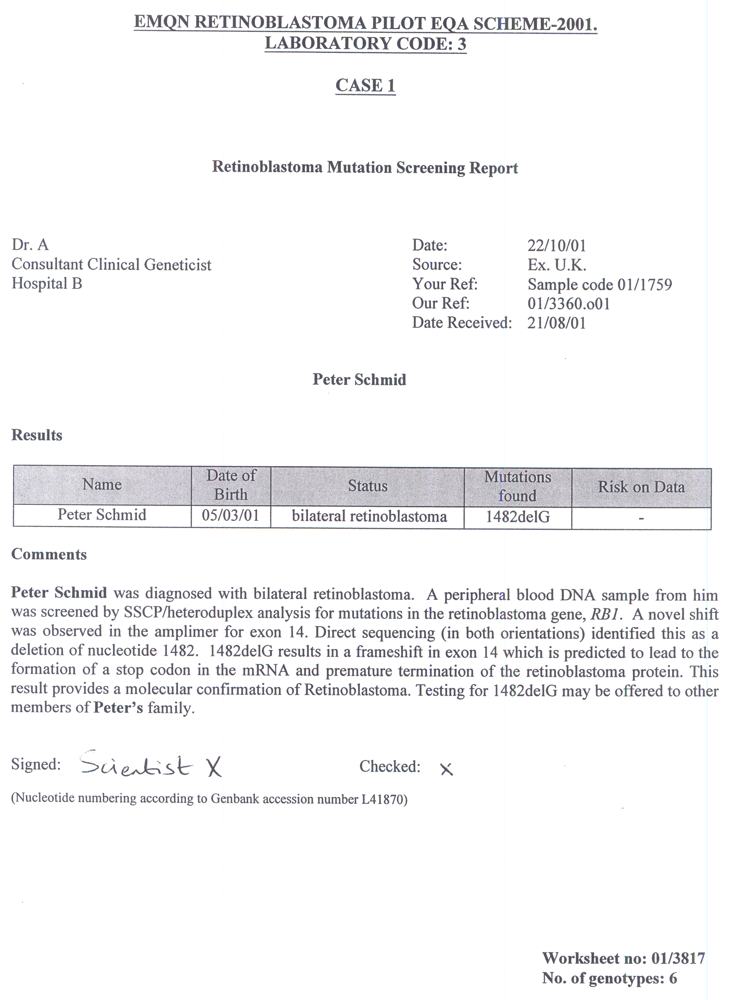 EMQN RETINOBLASTOMA PILOT EQA SCHEME-2001.
LABORATORY CODE: 3
CASE 1
Retinoblastoma Mutation Screening Report
Dr. A
Consultant Clinical Geneticist
Hospital B
Date: 22/10/01
Source: Ex. U.K.
Your Ref: Sample code 01/1759
Our Ref: 01/3360.o01
Date Received: 21/08/01
Peter Schmid
Results
Name Date of Birth Status Mutations found Risk on Data
Peter Schmid 05/03/01 bilateral retinoblastoma 1482delG -
Comments
Peter Schmid was diagnosed with bilateral retinoblastoma. A peripheral blood DNA sample from him
was screened by SSCP/heteroduplex analysis for mutations in the retinoblastoma gene, RB1. A novel shift
was observed in the amplimer for exon 14. Direct sequencing (in both orientations) identified this as a
deletion of nucleotide 1482. 1482delG results in a frameshift in exon 14 which is predicted to lead to the
formation of a stop codon in the mRNA and premature termination of the retinoblastoma protein. This
result provides a molecular confirmation of Retinoblastoma. Testing for 1482delG may be offered to other
members of Peter's family.
Signed: Scientist X Checked: X
(Nucleotide numbering according to Genbank accession number L41870)
Worksheet no: 01/3817
No. of genotypes: 6